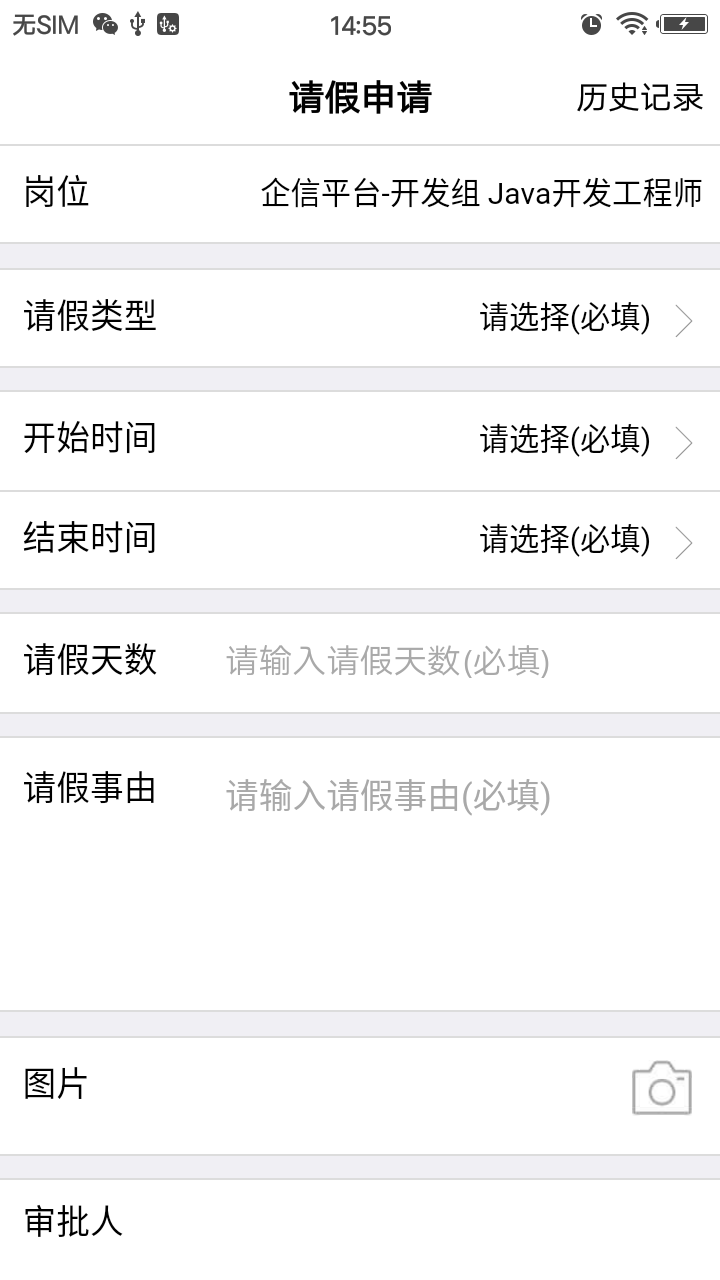 无SIM 14:55
请假申请 历史记录
岗位 企信平台-开发组 Java开发工程师
请假类型 请选择(必填)
开始时间 请选择(必填)
结束时间 请选择(必填)
请假天数 请输入请假天数(必填)
请假事由 请输入请假事由(必填)
图片
审批人